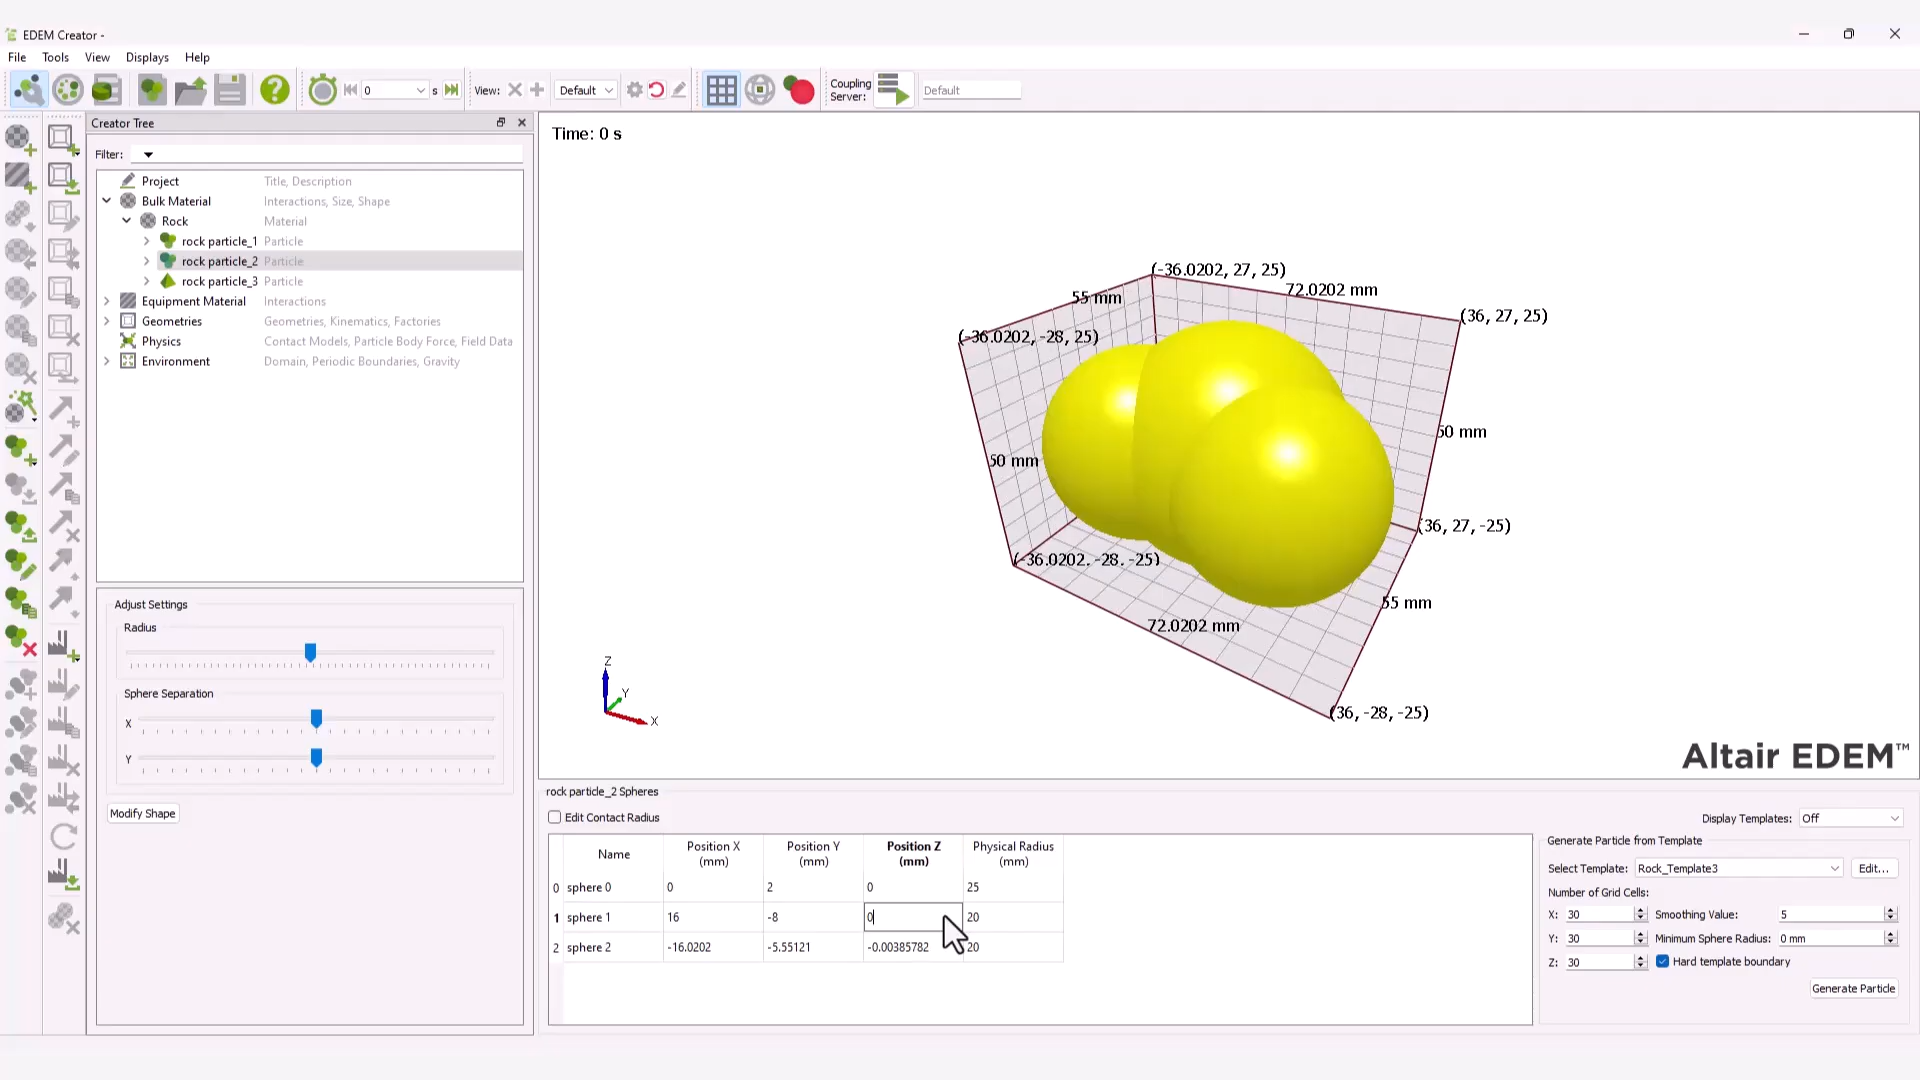 EDEM Creator -
File Tools View Displays Help
0 s View: Default Coupling Server: Default
Creator Tree
Filter:
Project Title, Description
Bulk Material Interactions, Size, Shape
Rock Material
rock particle_1 Particle
rock particle_2 Particle
rock particle_3 Particle
Equipment Material Interactions
Geometries Geometries, Kinematics, Factories
Physics Contact Models, Particle Body Force, Field Data
Environment Domain, Periodic Boundaries, Gravity
Adjust Settings
Radius
Sphere Separation
X
Y
Modify Shape
Time: 0 s
(-36.0202, 27, 25)
72.0202 mm
55 mm
(36, 27, 25)
(-36.0202, -28, 25)
50 mm
50 mm
(36, 27, -25)
(-36.0202, -28, -25)
55 mm
72.0202 mm
(36, -28, -25)
Z
Y
X
Altair EDEM™
rock particle_2 Spheres
Edit Contact Radius
Name Position X (mm) Position Y (mm) Position Z (mm) Physical Radius (mm)
0 sphere 0 0 2 0 25
1 sphere 1 16 -8 0 20
2 sphere 2 -16.0202 -5.55121 -0.00385782 20
Display Templates: Off
Generate Particle from Template
Select Template: Rock_Template3 Edit...
Number of Grid Cells:
X: 30 Smoothing Value: 5
Y: 30 Minimum Sphere Radius: 0 mm
Z: 30 Hard template boundary
Generate Particle